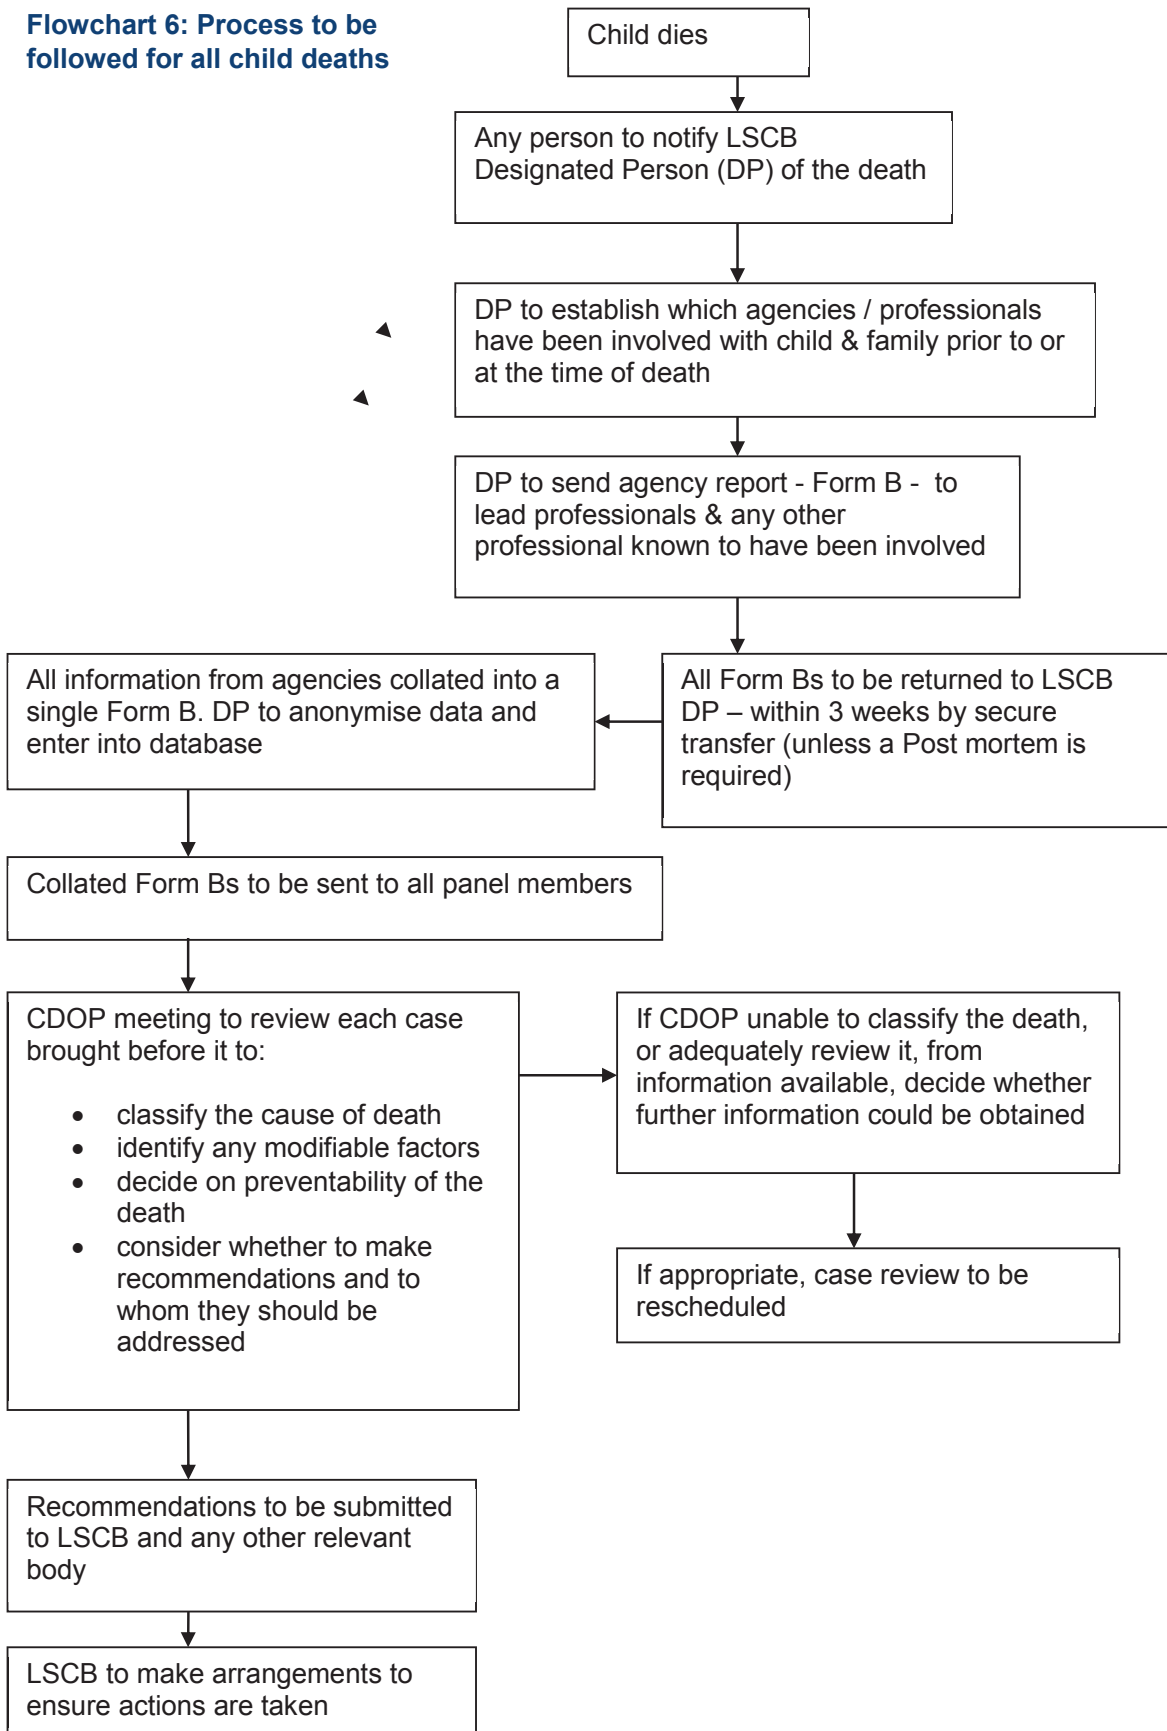 Flowchart 6: Process to be
followed for all child deaths
Child dies
Any person to notify LSCB
Designated Person (DP) of the death
DP to establish which agencies / professionals
have been involved with child & family prior to or
at the time of death
DP to send agency report - Form B - to
lead professionals & any other
professional known to have been involved
All Form Bs to be returned to LSCB
DP – within 3 weeks by secure
transfer (unless a Post mortem is
required)
All information from agencies collated into a
single Form B. DP to anonymise data and
enter into database
Collated Form Bs to be sent to all panel members
CDOP meeting to review each case
brought before it to:
• classify the cause of death
• identify any modifiable factors
• decide on preventability of the
death
• consider whether to make
recommendations and to
whom they should be
addressed
If CDOP unable to classify the death,
or adequately review it, from
information available, decide whether
further information could be obtained
If appropriate, case review to be
rescheduled
Recommendations to be submitted
to LSCB and any other relevant
body
LSCB to make arrangements to
ensure actions are taken